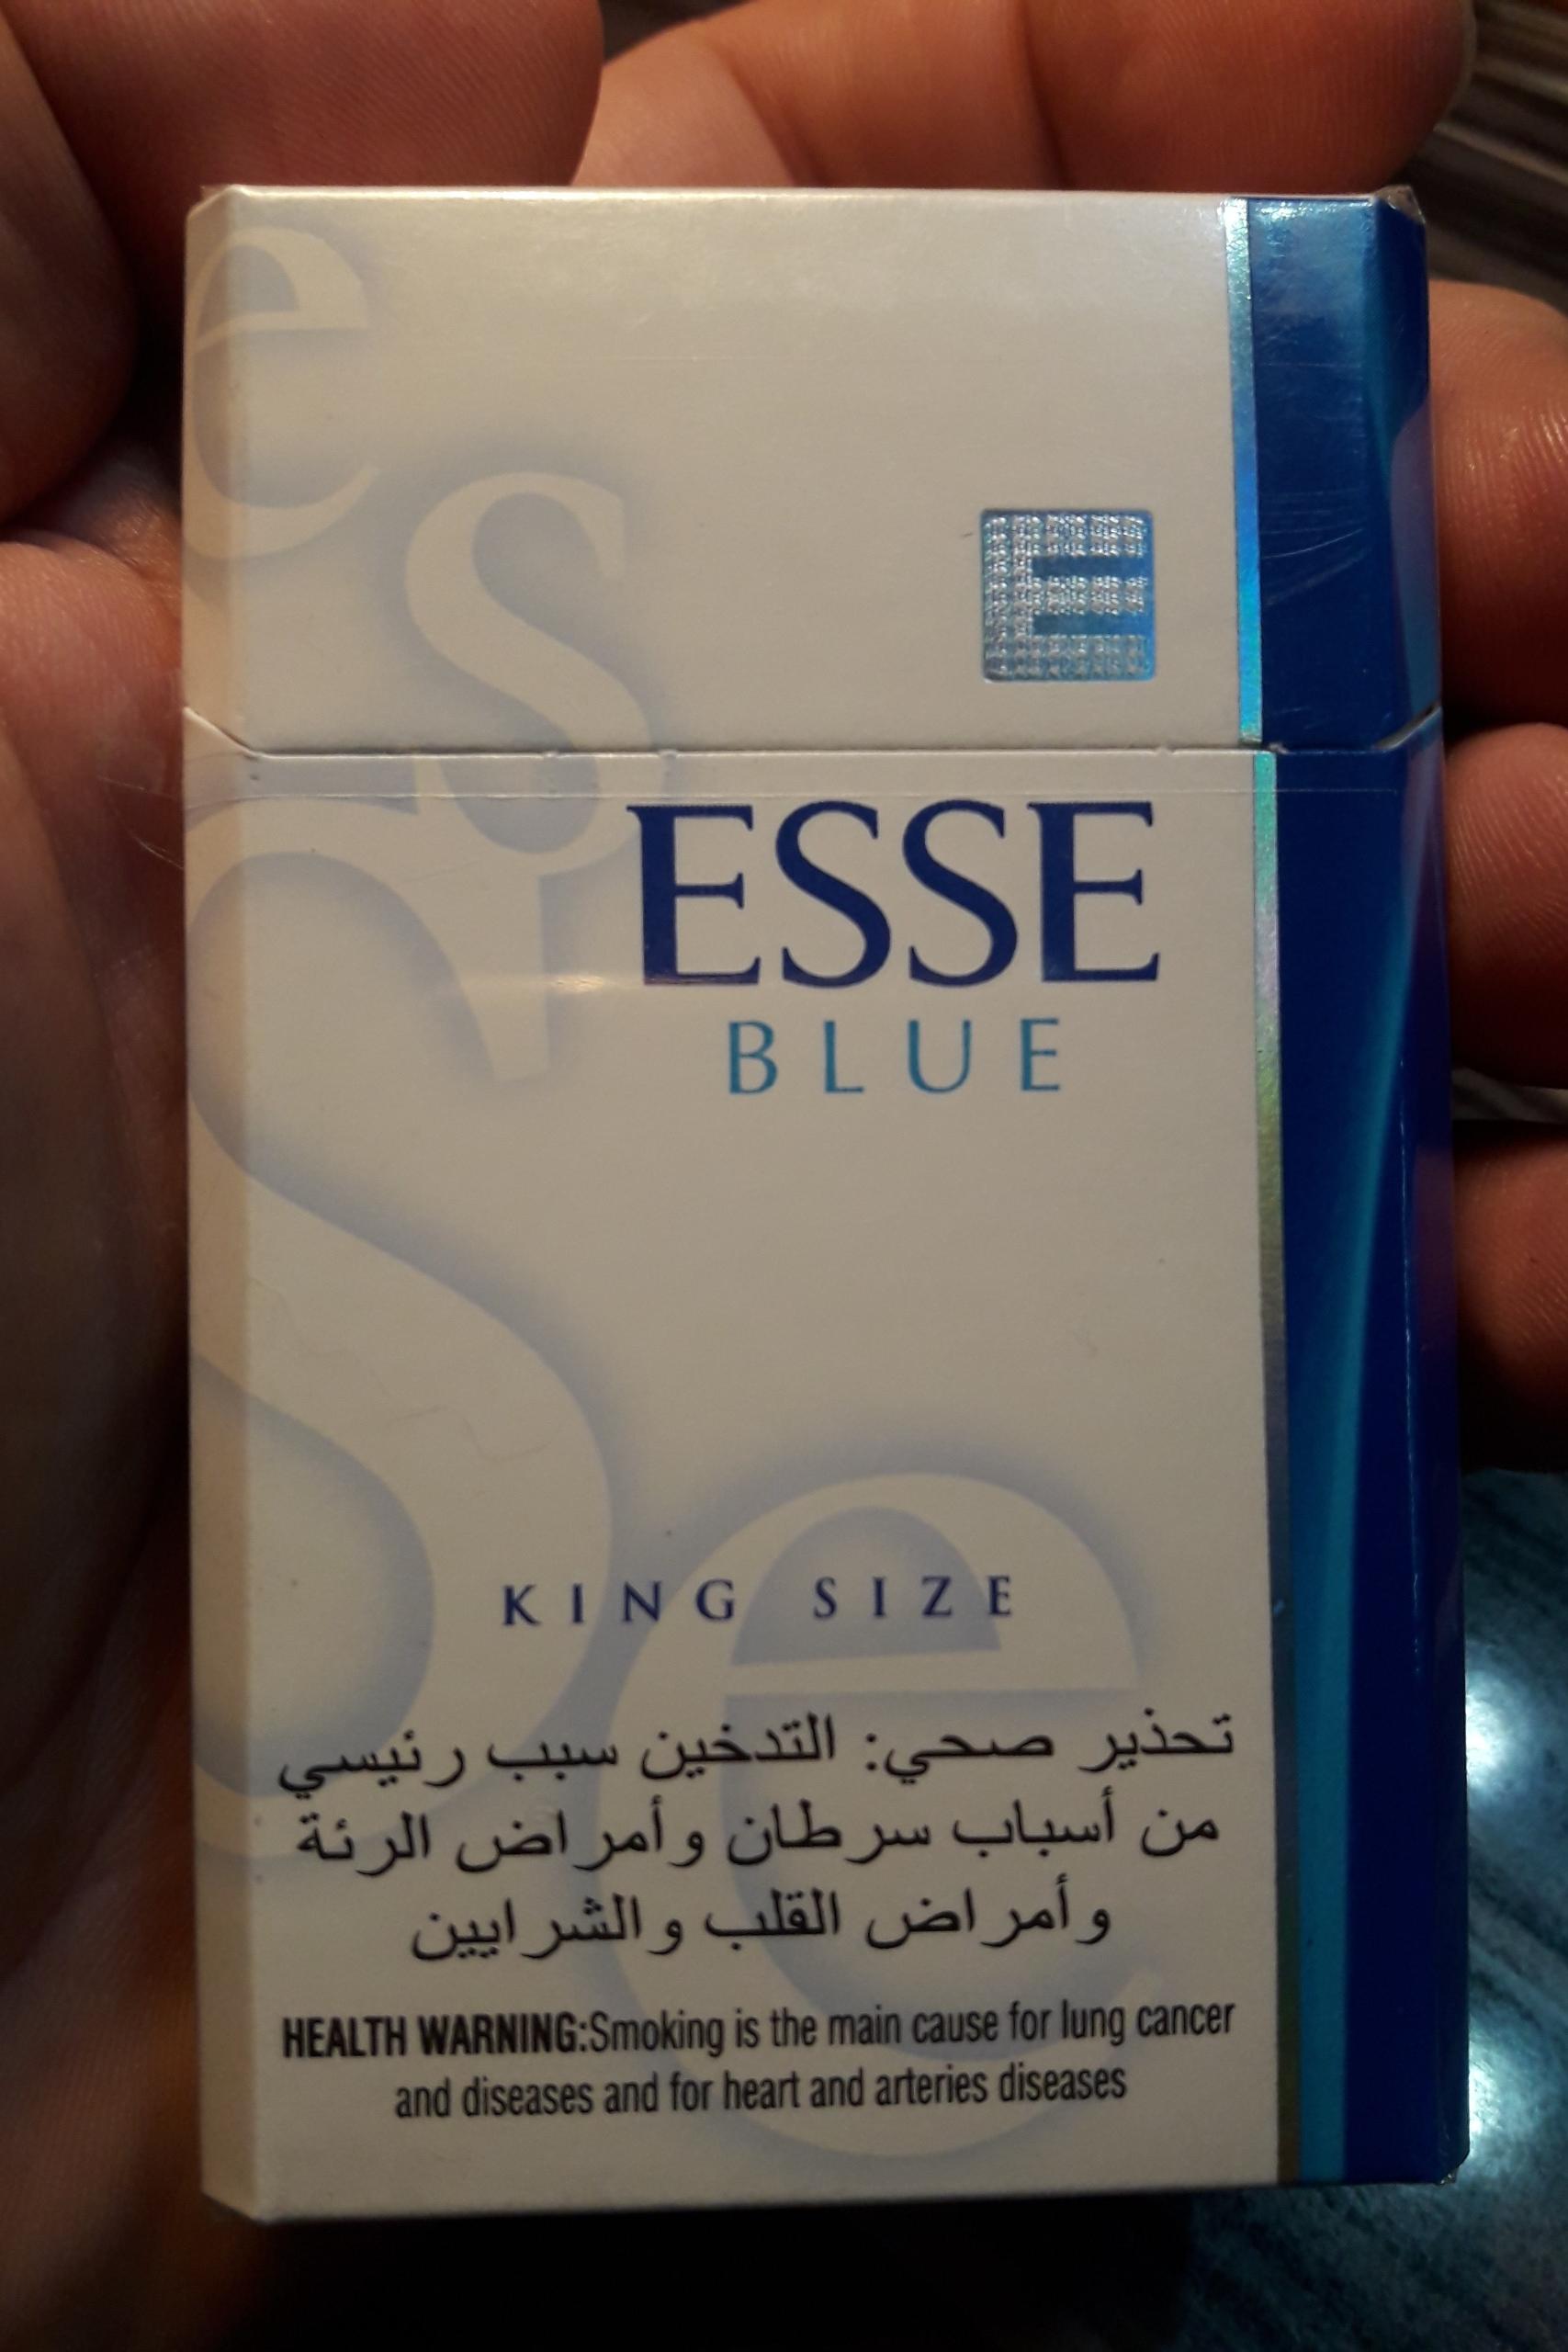 E
ESSE
BLUE
KING SIZE
تحذير صحي: التدخين سبب رئيسي
من أسباب سرطان وأمراض الرئة
وأمراض القلب والشرايين
HEALTH WARNING:Smoking is the main cause for lung cancer
and diseases and for heart and arteries diseases